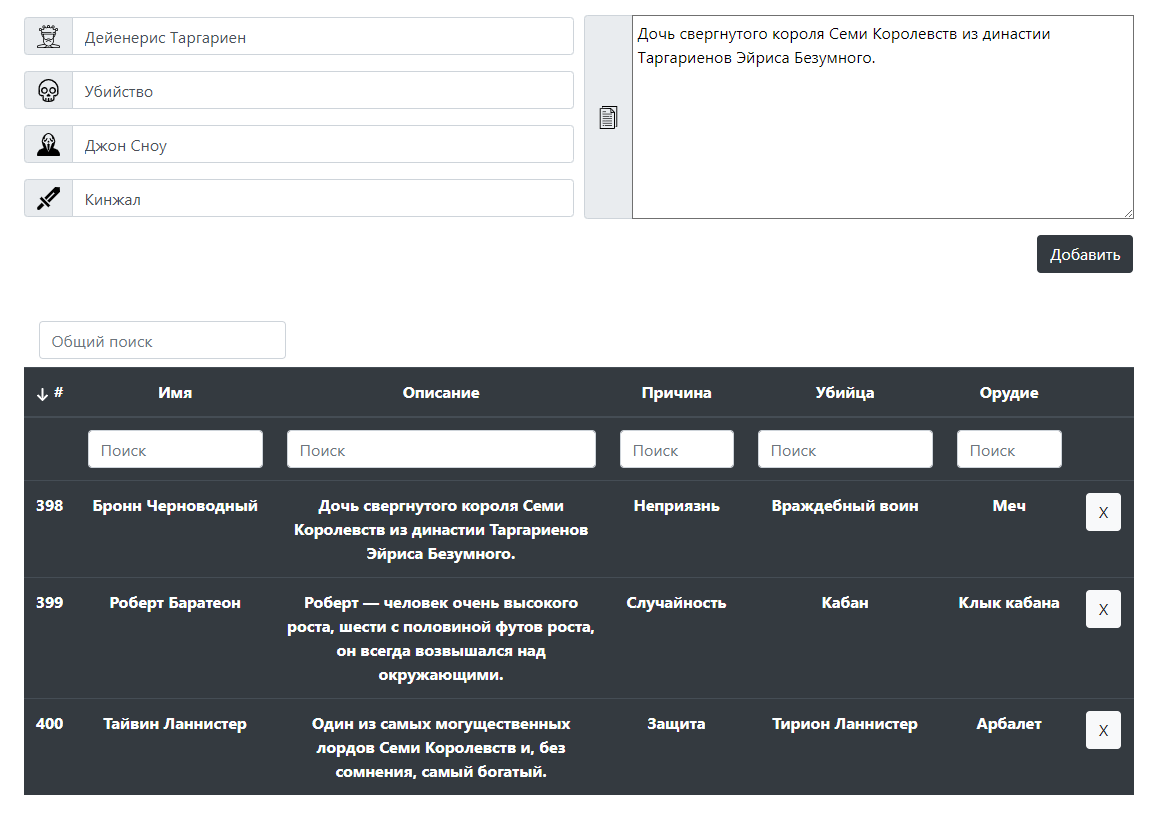 Дейенерис Таргариен
Убийство
Джон Сноу
Кинжал
Дочь свергнутого короля Семи Королевств из династии
Таргариенов Эйриса Безумного.
Добавить
Общий поиск
↓ # Имя Описание Причина Убийца Орудие
Поиск Поиск Поиск Поиск Поиск
398 Бронн Черноводный Дочь свергнутого короля Семи Неприязнь Враждебный воин Меч X
Королевств из династии Таргариенов
Эйриса Безумного.
399 Роберт Баратеон Роберт — человек очень высокого Случайность Кабан Клык кабана X
роста, шести с половиной футов роста,
он всегда возвышался над
окружающими.
400 Тайвин Ланнистер Один из самых могущественных Защита Тирион Ланнистер Арбалет X
лордов Семи Королевств и, без
сомнения, самый богатый.